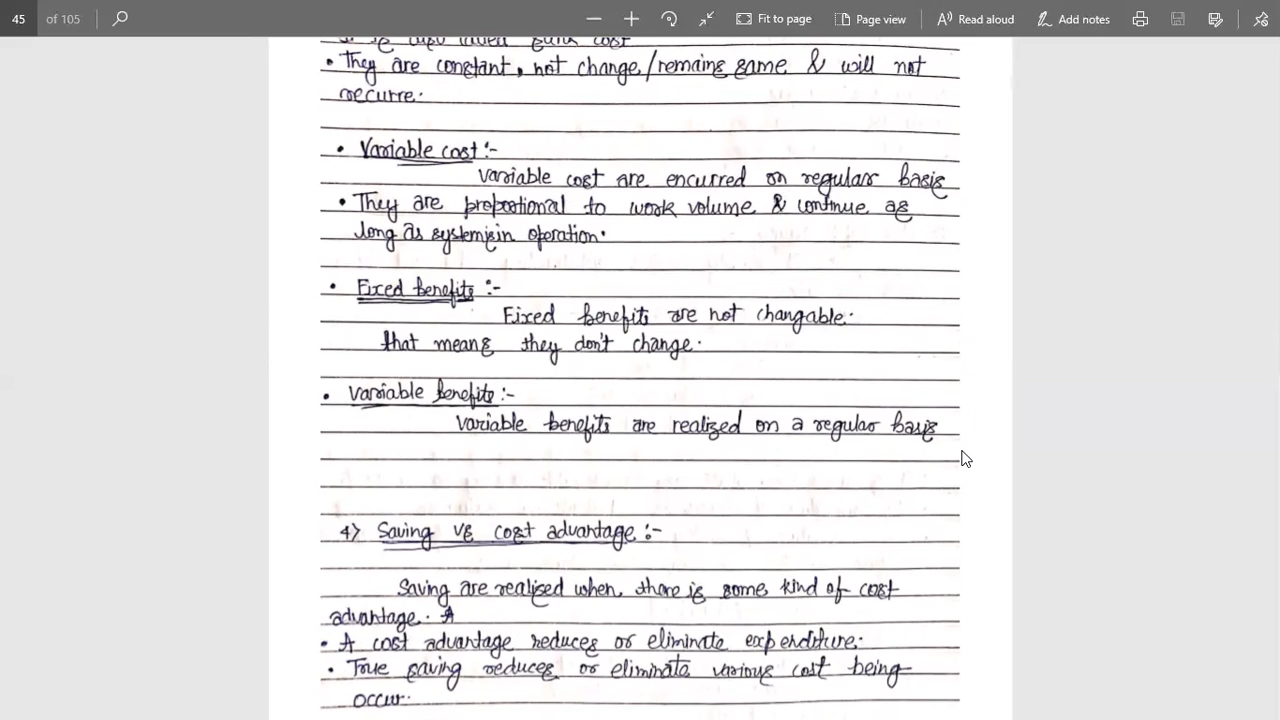 45 of 105 Fit to page Page view Read aloud Add notes
cost
• They are constant, not change/remains same & will not
recurre.
• Variable cost :-
Variable cost are encurred on regular basis
• They are propotional to work volume & continue as
long as system is in operation.
• Fixed benefits :-
Fixed benefits are not changable.
that means they don't change.
• Variable benefits :-
Variable benefits are realized on a regular basis
4) Saving vs cost advantage :-
Saving are realised when there is some kind of cost
advantage. A
• A cost advantage reduces or eliminate expenditure.
• True saving reduces or eliminate various cost being
occur.